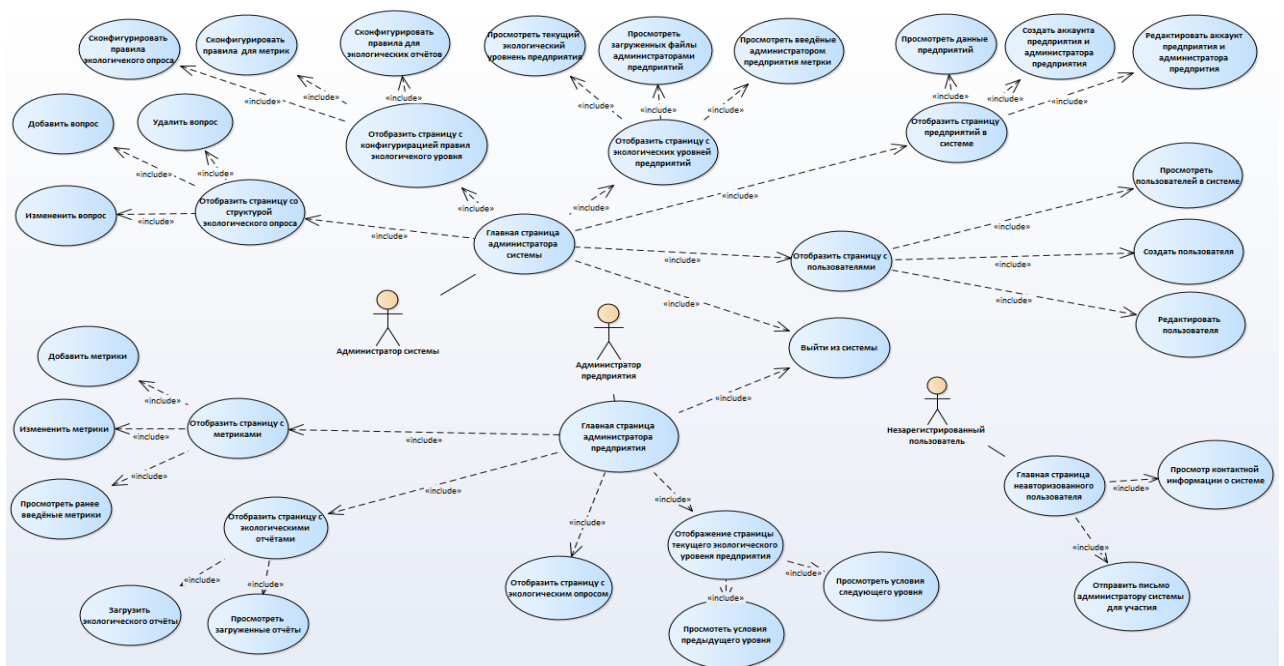 Сконфигурировать
правила
экологичекого опроса
Сконфигурировать
правила для метрик
Сконфигурировать
правила для
экологических отчётов
Просмотреть текущий
экологический
уровнень предприятия
Просмотреть
загруженных файлы
администраторами
предприятий
Просмотреть введёные
администратором
предприятия метрки
Просмотреть данные
предприятий
Создать аккаунта
предприятия и
администратора
предприятия
Редактировать аккаунт
предприятия и
администратора
предпрития
«include»
«include»
«include»
«include»
«include»
«include»
«include»
«include»
«include»
Добавить вопрос
Удалить вопрос
Отобразить страницу с
конфигурирацией правил
экологичекого уровня
Отобразить страницу с
экологических уровней
предприятий
Отобразить страницу
предприятий в
системе
«include»
«include»
Изменить вопрос
«include»
Отобразить страницу со
структурой
экологического опроса
«include»
«include»
«include»
«include»
Просмотреть
пользователей в системе
Главная страница
администратора
системы
«include»
Отобразить страницу с
пользователями
«include»
«include»
Создать пользователя
«include»
«include»
Редактировать
пользователя
Администратор системы
Администратор
предприятия
Выйти из системы
«include»
Добавить метрики
«include»
Измененить метрики
«include»
Отобразить страницу с
метриками
«include»
«include»
Просмотреть ранее
введёные метрики
Главная страница
администратора
предприятия
Незарегистрированный
пользователь
Главная страница
неавторизованного
пользователя
«include»
Просмотр контактной
информации о системе
«include»
Отправить письмо
администратору системы
для участия
«include»
Отобразить страницу с
экологическими
отчётами
«include»
«include»
Загрузить
экологического отчёты
Просмотреть
загруженные отчёты
«include»
Отобразить страницу с
экологическим опросом
«include»
Отображение страницы
текущего экологического
уровеня предприятия
«include»
«include»
Просмотреть условия
следующего уровня
Просмотеть условия
предыдущего уровня